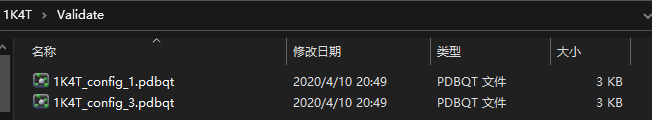 1K4T > Validate
名称 修改日期 类型 大小
1K4T_config_1.pdbqt 2020/4/10 20:49 PDBQT 文件 3 KB
1K4T_config_3.pdbqt 2020/4/10 20:49 PDBQT 文件 3 KB